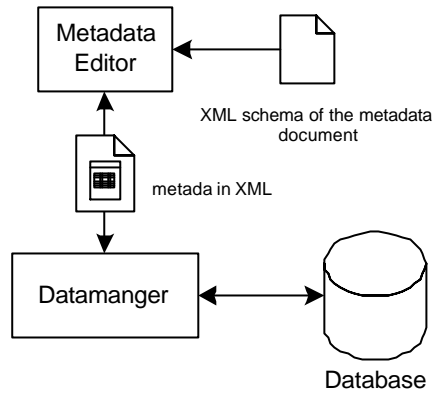 Metadata
Editor
XML schema of the metadata
document
metada in XML
Datamanger
Database